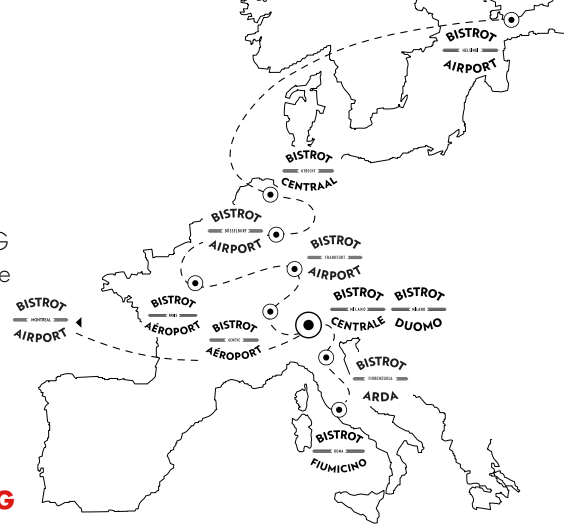 BISTROT
HELSINKI
AIRPORT
BISTROT
UTRECHT
CENTRAAL
BISTROT
DÜSSELDORF
AIRPORT
G
BISTROT
FRANKFURT
AIRPORT
e
BISTROT
MONTREAL
AIRPORT
BISTROT
PARIS
AÉROPORT
BISTROT
GENÈVE
AÉROPORT
BISTROT
MILANO
CENTRALE
BISTROT
MILANO
DUOMO
BISTROT
FIORENZUOLA
ARDA
BISTROT
ROMA
FIUMICINO
G